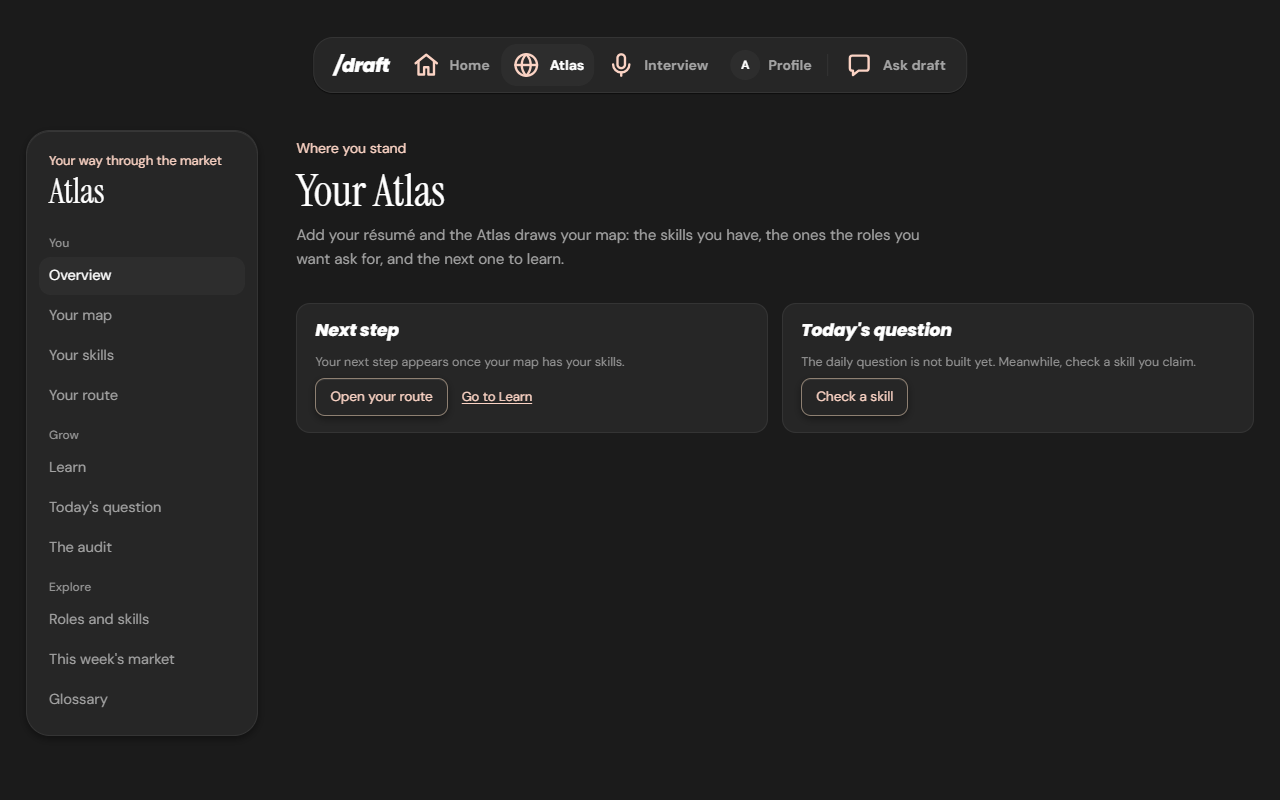 /draft
Home
Atlas
Interview
A
Profile
Ask draft
Your way through the market
Atlas
You
Overview
Your map
Your skills
Your route
Grow
Learn
Today's question
The audit
Explore
Roles and skills
This week's market
Glossary
Where you stand
Your Atlas
Add your résumé and the Atlas draws your map: the skills you have, the ones the roles you
want ask for, and the next one to learn.
Next step
Your next step appears once your map has your skills.
Open your route
Go to Learn
Today's question
The daily question is not built yet. Meanwhile, check a skill you claim.
Check a skill